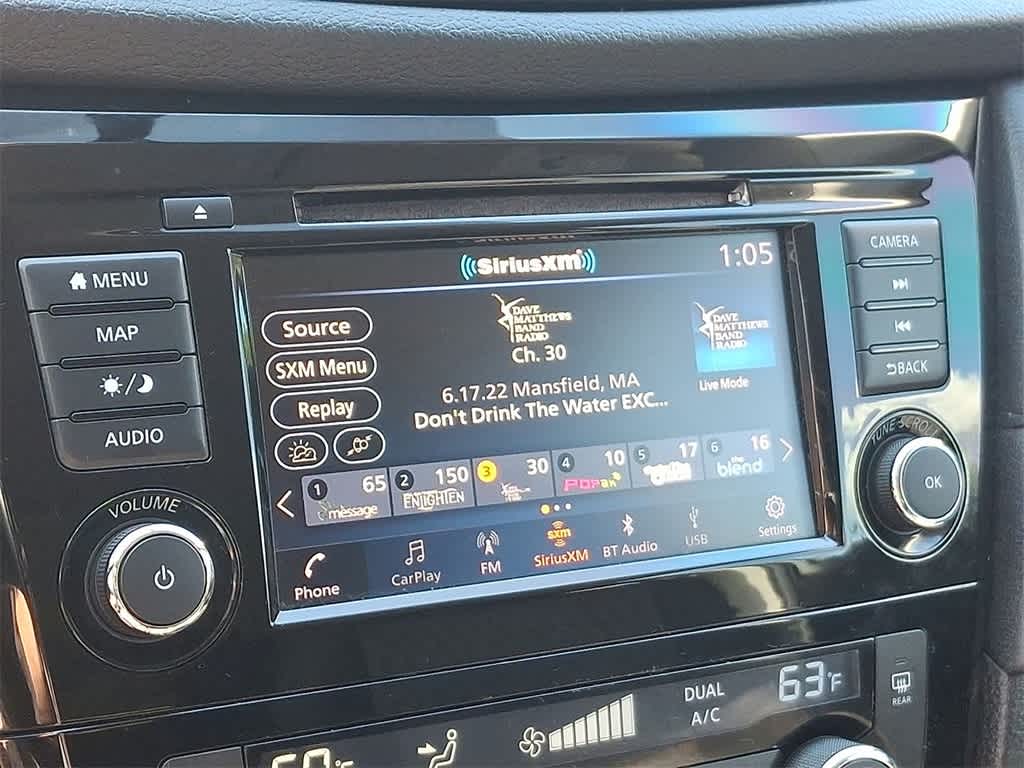 SiriusXM
1:05
MENU
MAP
AUDIO
VOLUME
Source
SXM Menu
Replay
DAVE
MATTHEWS
BAND
RADIO
Ch. 30
6.17.22 Mansfield, MA
Don't Drink The Water EXC...
DAVE
MATTHEWS
BAND
RADIO
Live Mode
1 65
message
2 150
ENLIGHTEN
3 30
4 10
POP
5 17
6 16
the
blend
Phone
CarPlay
FM
sxm
SiriusXM
BT Audio
USB
Settings
CAMERA
BACK
TUNE SCROLL
OK
DUAL
A/C
63°F
REAR